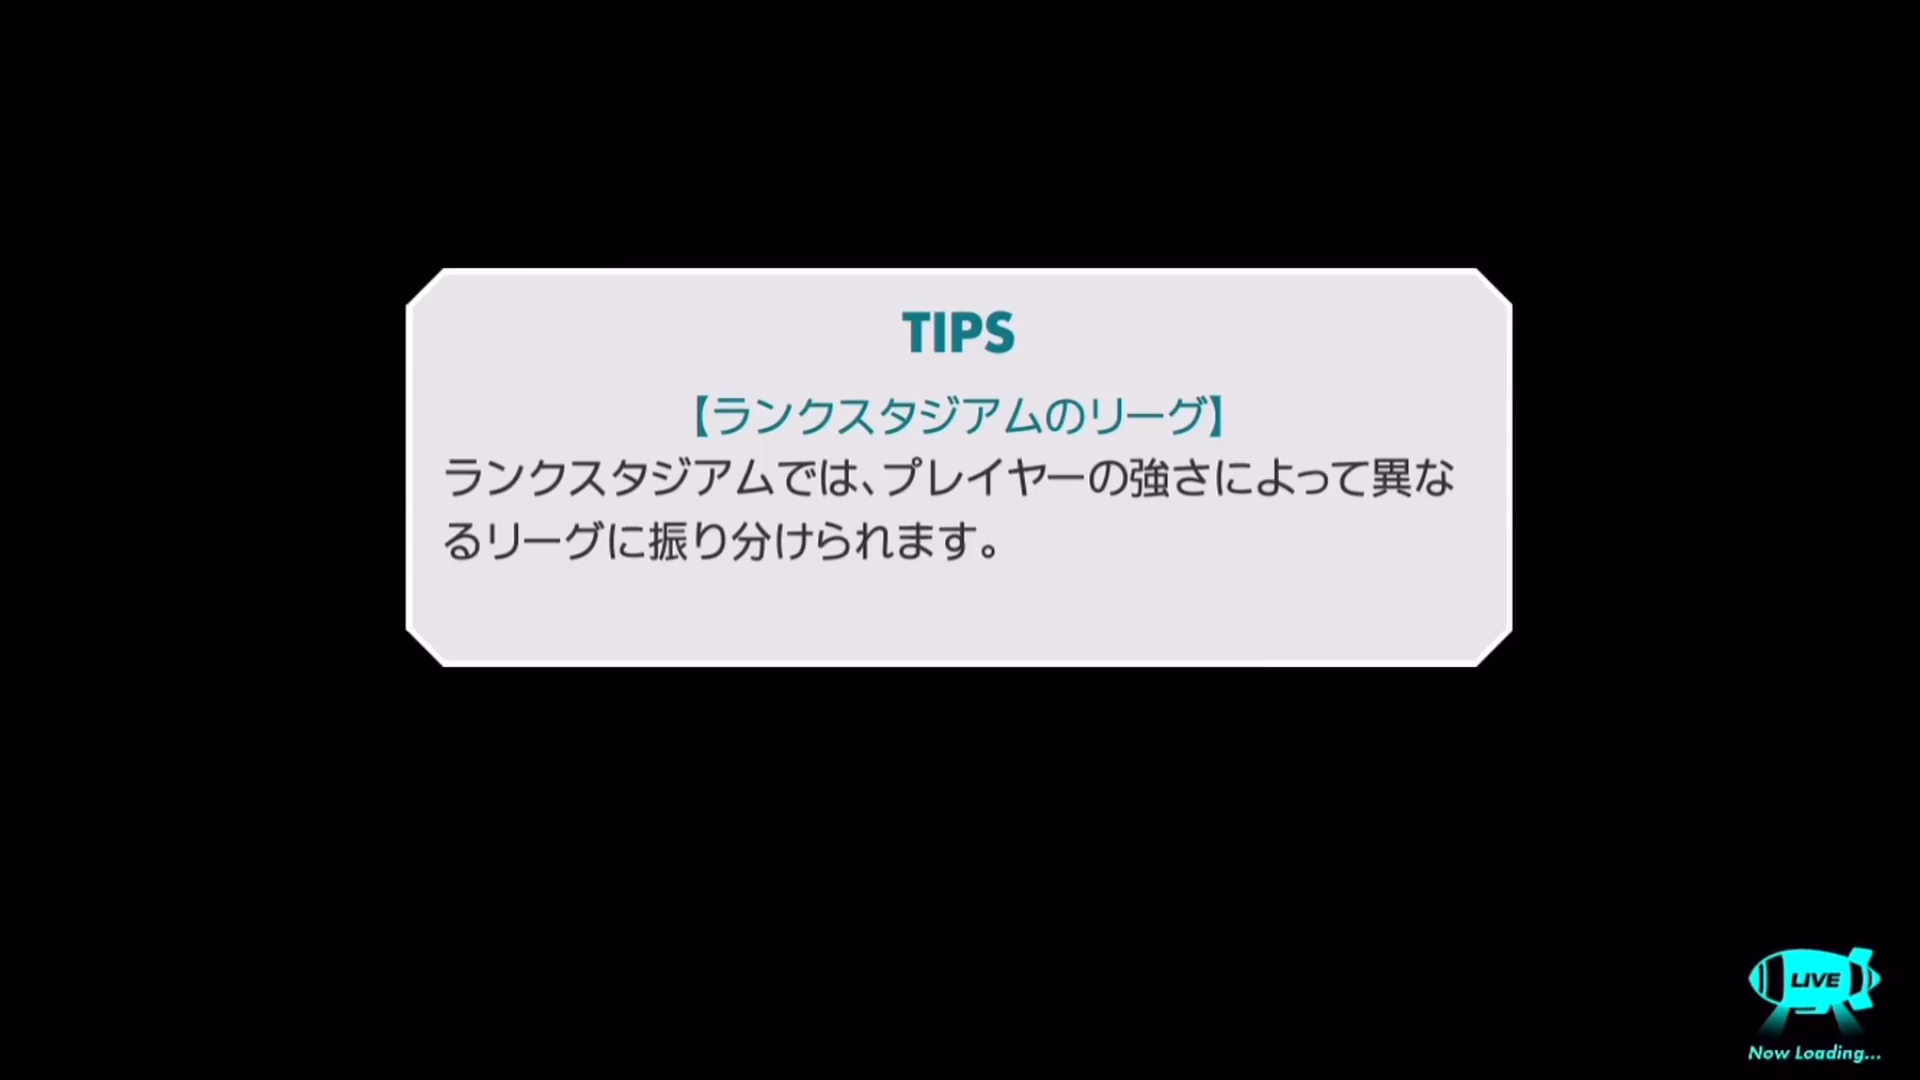 TIPS
【ランクスタジアムのリーグ】
ランクスタジアムでは、プレイヤーの強さによって異な
るリーグに振り分けられます。
LIVE
Now Loading...